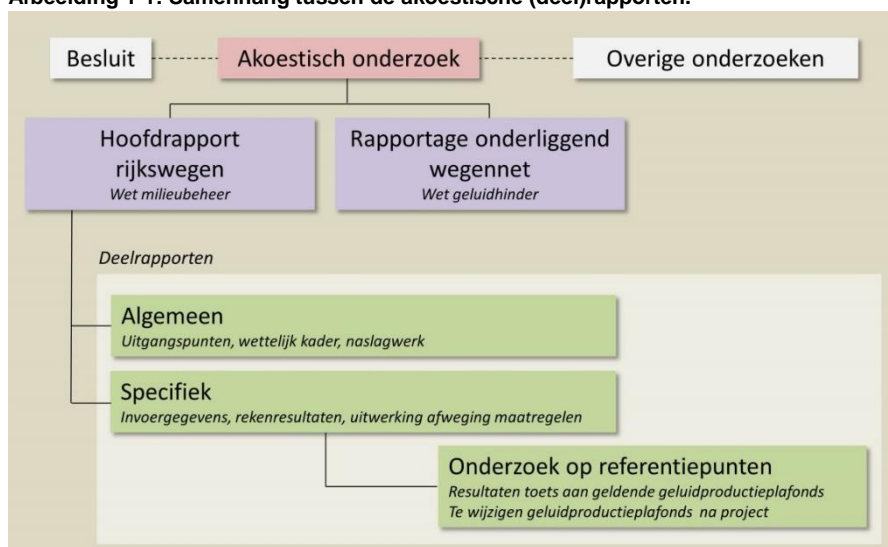 Afbeelding 1-1: Samenhang tussen de akoestische (deel)rapporten.
Besluit
Akoestisch onderzoek
Overige onderzoeken
Hoofdrapport
rijkswegen
Wet milieubeheer
Rapportage onderliggend
wegennet
Wet geluidhinder
Deelrapporten
Algemeen
Uitgangspunten, wettelijk kader, naslagwerk
Specifiek
Invoergegevens, rekenresultaten, uitwerking afweging maatregelen
Onderzoek op referentiepunten
Resultaten toets aan geldende geluidproductieplafonds
Te wijzigen geluidproductieplafonds na project